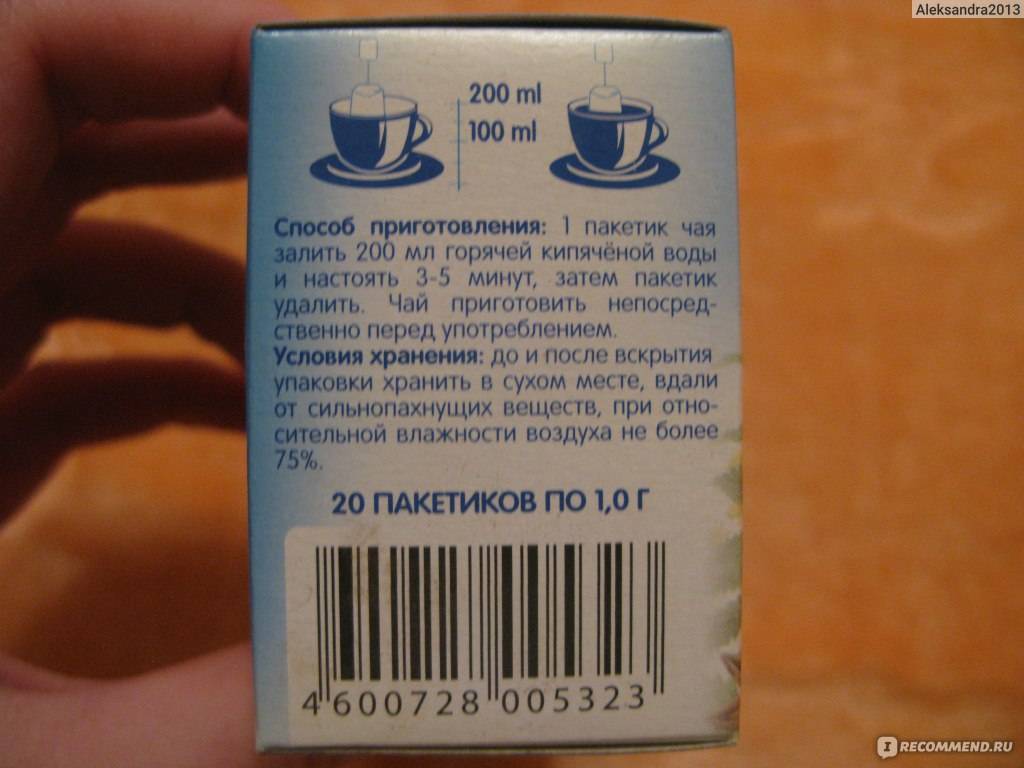 Aleksandra2013
200 ml
100 ml
Способ приготовления: 1 пакетик чая
залить 200 мл горячей кипячёной воды
и настоять 3-5 минут, затем пакетик
удалить. Чай приготовить непосред-
ственно перед употреблением.
Условия хранения: до и после вскрытия
упаковки хранить в сухом месте, вдали
от сильнопахнущих веществ, при отно-
сительной влажности воздуха не более
75%.
20 ПАКЕТИКОВ ПО 1,0 Г
4 600728 005323
IRECOMMEND.RU